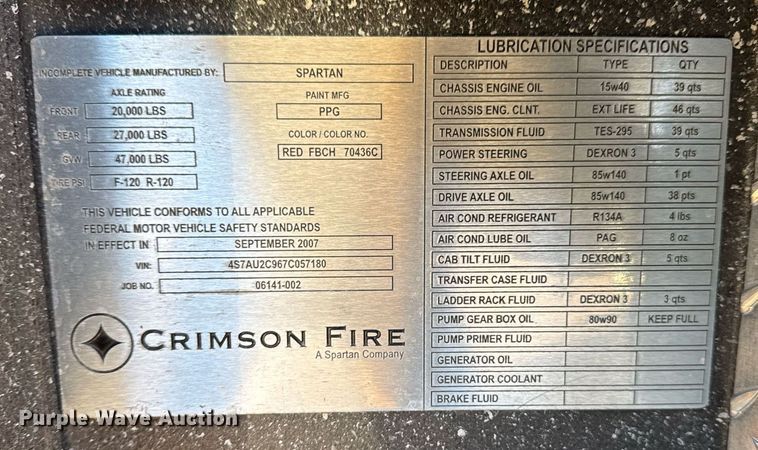 INCOMPLETE VEHICLE MANUFACTURED BY: SPARTAN
AXLE RATING
PAINT MFG
FRONT 20,000 LBS
PPG
REAR 27,000 LBS
COLOR / COLOR NO.
GVW 47,000 LBS
RED FBCH 70436C
TIRE PSI F-120 R-120
THIS VEHICLE CONFORMS TO ALL APPLICABLE
FEDERAL MOTOR VEHICLE SAFETY STANDARDS
IN EFFECT IN SEPTEMBER 2007
VIN: 4S7AU2C967C057180
JOB NO. 06141-002
CRIMSON FIRE
A Spartan Company
LUBRICATION SPECIFICATIONS
DESCRIPTION TYPE QTY
CHASSIS ENGINE OIL 15w40 39 qts
CHASSIS ENG. CLNT. EXT LIFE 46 qts
TRANSMISSION FLUID TES-295 39 qts
POWER STEERING DEXRON 3 5 qts
STEERING AXLE OIL 85w140 1 pt
DRIVE AXLE OIL 85w140 38 pts
AIR COND REFRIGERANT R134A 4 lbs
AIR COND LUBE OIL PAG 8 oz
CAB TILT FLUID DEXRON 3 5 qts
TRANSFER CASE FLUID
LADDER RACK FLUID DEXRON 3 3 qts
PUMP GEAR BOX OIL 80w90 KEEP FULL
PUMP PRIMER FLUID
GENERATOR OIL
GENERATOR COOLANT
BRAKE FLUID
Purple Wave Auction